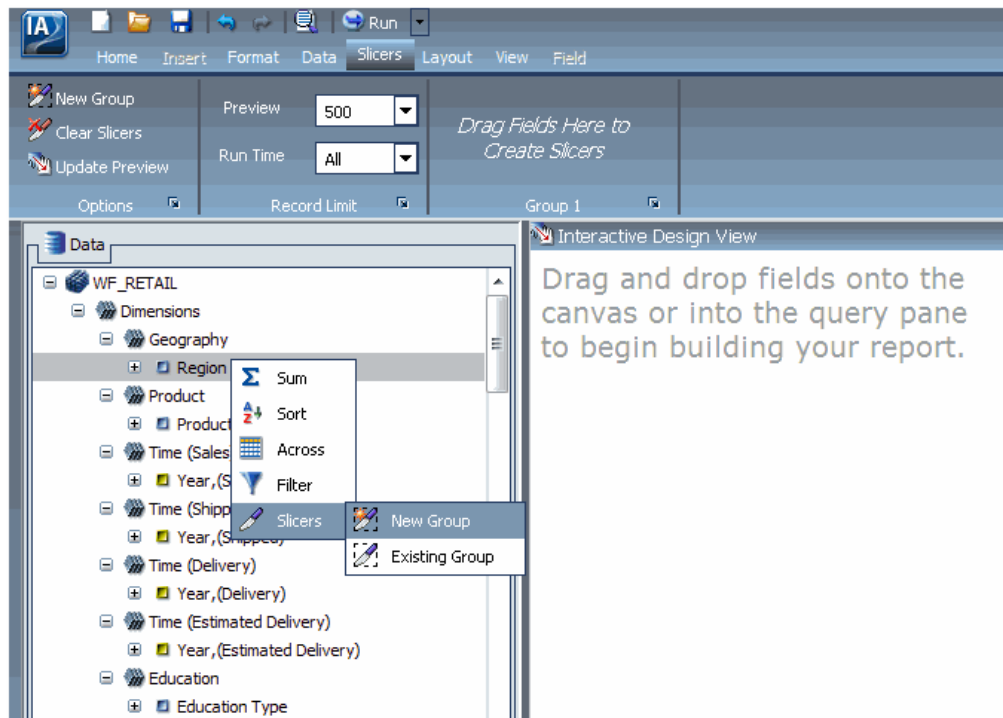 IA
Run
Home Insert Format Data Slicers Layout View Field
New Group
Clear Slicers
Update Preview
Options
Preview 500
Run Time All
Record Limit
Drag Fields Here to
Create Slicers
Group 1
Data
WF_RETAIL
Dimensions
Geography
Region
Product
Product
Time (Sales
Year,(S
Time (Shipp
Year,(Shipped)
Time (Delivery)
Year,(Delivery)
Time (Estimated Delivery)
Year,(Estimated Delivery)
Education
Education Type
Sum
Sort
Across
Filter
Slicers
New Group
Existing Group
Interactive Design View
Drag and drop fields onto the
canvas or into the query pane
to begin building your report.